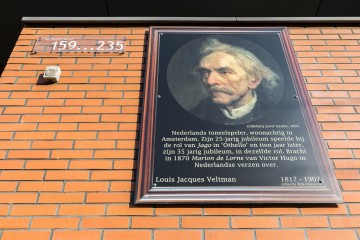 159...235
Nederlands toneelspeler, woonachtig in
Amsterdam. Zijn 25-jarig jubileum speelde hij
de rol van Jago in 'Othello' en tien jaar later,
zijn 35 jarig jubileum, in dezelfde rol. Bracht
in 1870 Marion de Lorne van Victor Hugo in
Nederlandse verzen over.
Louis Jacques Veltman
1817 - 1907